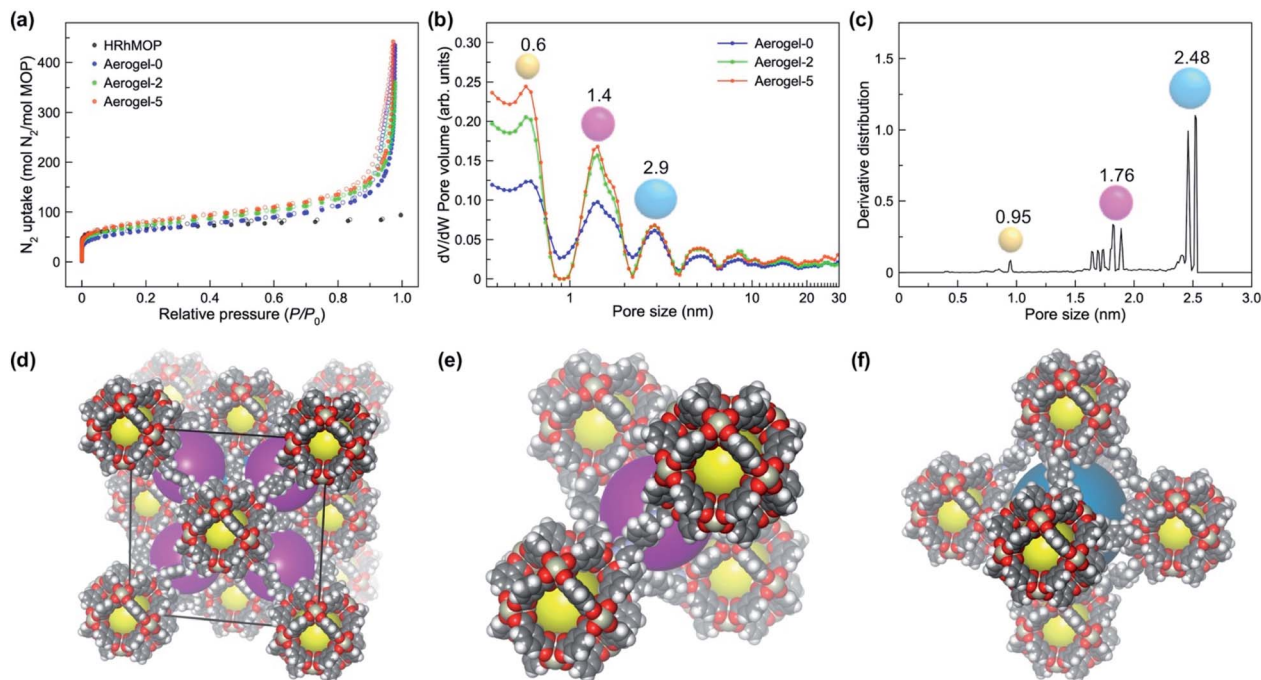 (a)
N₂ uptake (mol N₂/mol MOP)
400
300
200
100
0
HRhMOP
Aerogel-0
Aerogel-2
Aerogel-5
0.0 0.2 0.4 0.6 0.8 1.0
Relative pressure (P/P₀)
(b)
dV/dW Pore volume (arb. units)
0.30
0.25
0.20
0.15
0.10
0.05
0
0.6
1.4
2.9
Aerogel-0
Aerogel-2
Aerogel-5
1 10 20 30
Pore size (nm)
(c)
Derivative distribution
1.5
1.0
0.5
0
0.95
1.76
2.48
0 0.5 1.0 1.5 2.0 2.5 3.0
Pore size (nm)
(d)
(e)
(f)